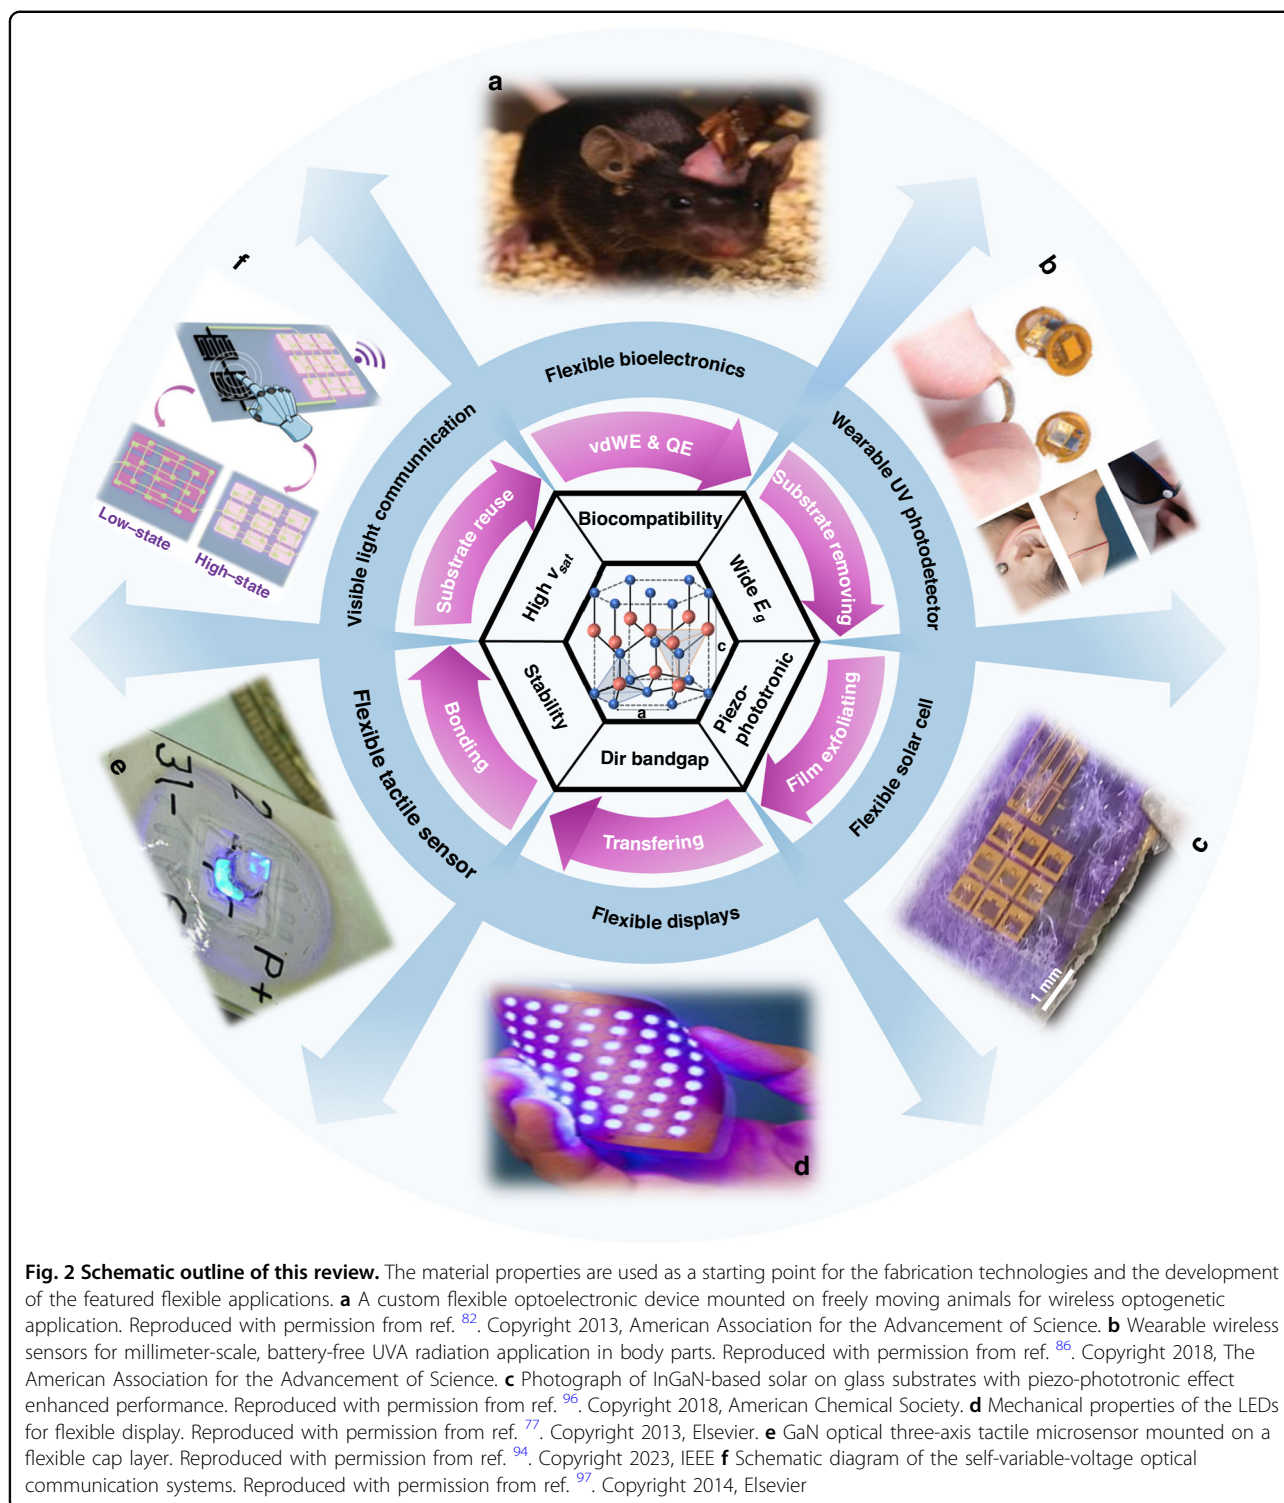 a
b
f
Flexible bioelectronics
Wearable UV photodetector
Visible light communnication
vdWE & QE
Substrate removing
Substrate reuse
Biocompatibility
High v_sat
Wide E_g
Low–state
High–state
c
a
Stability
Piezo-
phototronic
Dir bandgap
Bonding
Film exfoliating
Transfering
Flexible tactile sensor
Flexible solar cell
Flexible displays
e
31-
2
P+
c
1 mm
d
Fig. 2 Schematic outline of this review. The material properties are used as a starting point for the fabrication technologies and the development
of the featured flexible applications. a A custom flexible optoelectronic device mounted on freely moving animals for wireless optogenetic
application. Reproduced with permission from ref. 82. Copyright 2013, American Association for the Advancement of Science. b Wearable wireless
sensors for millimeter-scale, battery-free UVA radiation application in body parts. Reproduced with permission from ref. 86. Copyright 2018, The
American Association for the Advancement of Science. c Photograph of InGaN-based solar on glass substrates with piezo-phototronic effect
enhanced performance. Reproduced with permission from ref. 96. Copyright 2018, American Chemical Society. d Mechanical properties of the LEDs
for flexible display. Reproduced with permission from ref. 77. Copyright 2013, Elsevier. e GaN optical three-axis tactile microsensor mounted on a
flexible cap layer. Reproduced with permission from ref. 94. Copyright 2023, IEEE f Schematic diagram of the self-variable-voltage optical
communication systems. Reproduced with permission from ref. 97. Copyright 2014, Elsevier